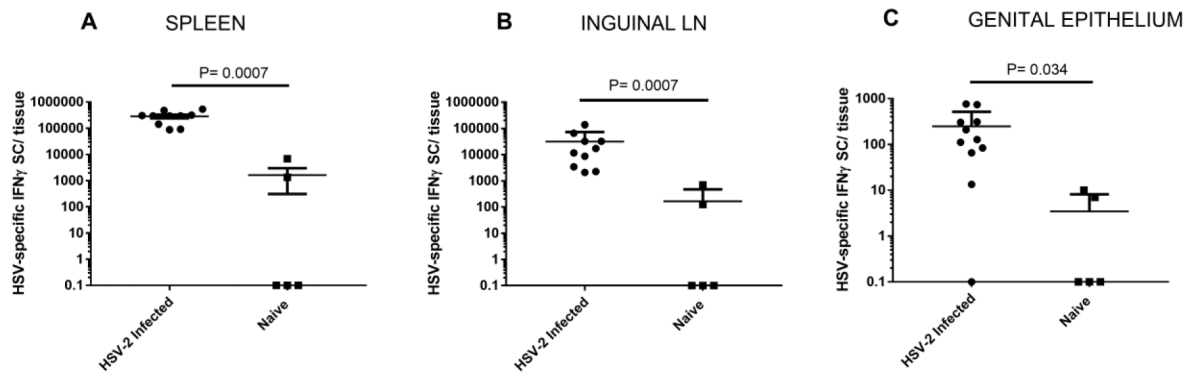 A SPLEEN
P= 0.0007
HSV-specific IFNγ SC/ tissue
1000000
100000
10000
1000
100
10
1
0.1
HSV-2 Infected
Naive
B INGUINAL LN
P= 0.0007
HSV-specific IFNγ SC/ tissue
1000000
100000
10000
1000
100
10
1
0.1
HSV-2 Infected
Naive
C GENITAL EPITHELIUM
P= 0.034
HSV-specific IFNγ SC/ tissue
1000
100
10
1
0.1
HSV-2 Infected
Naive